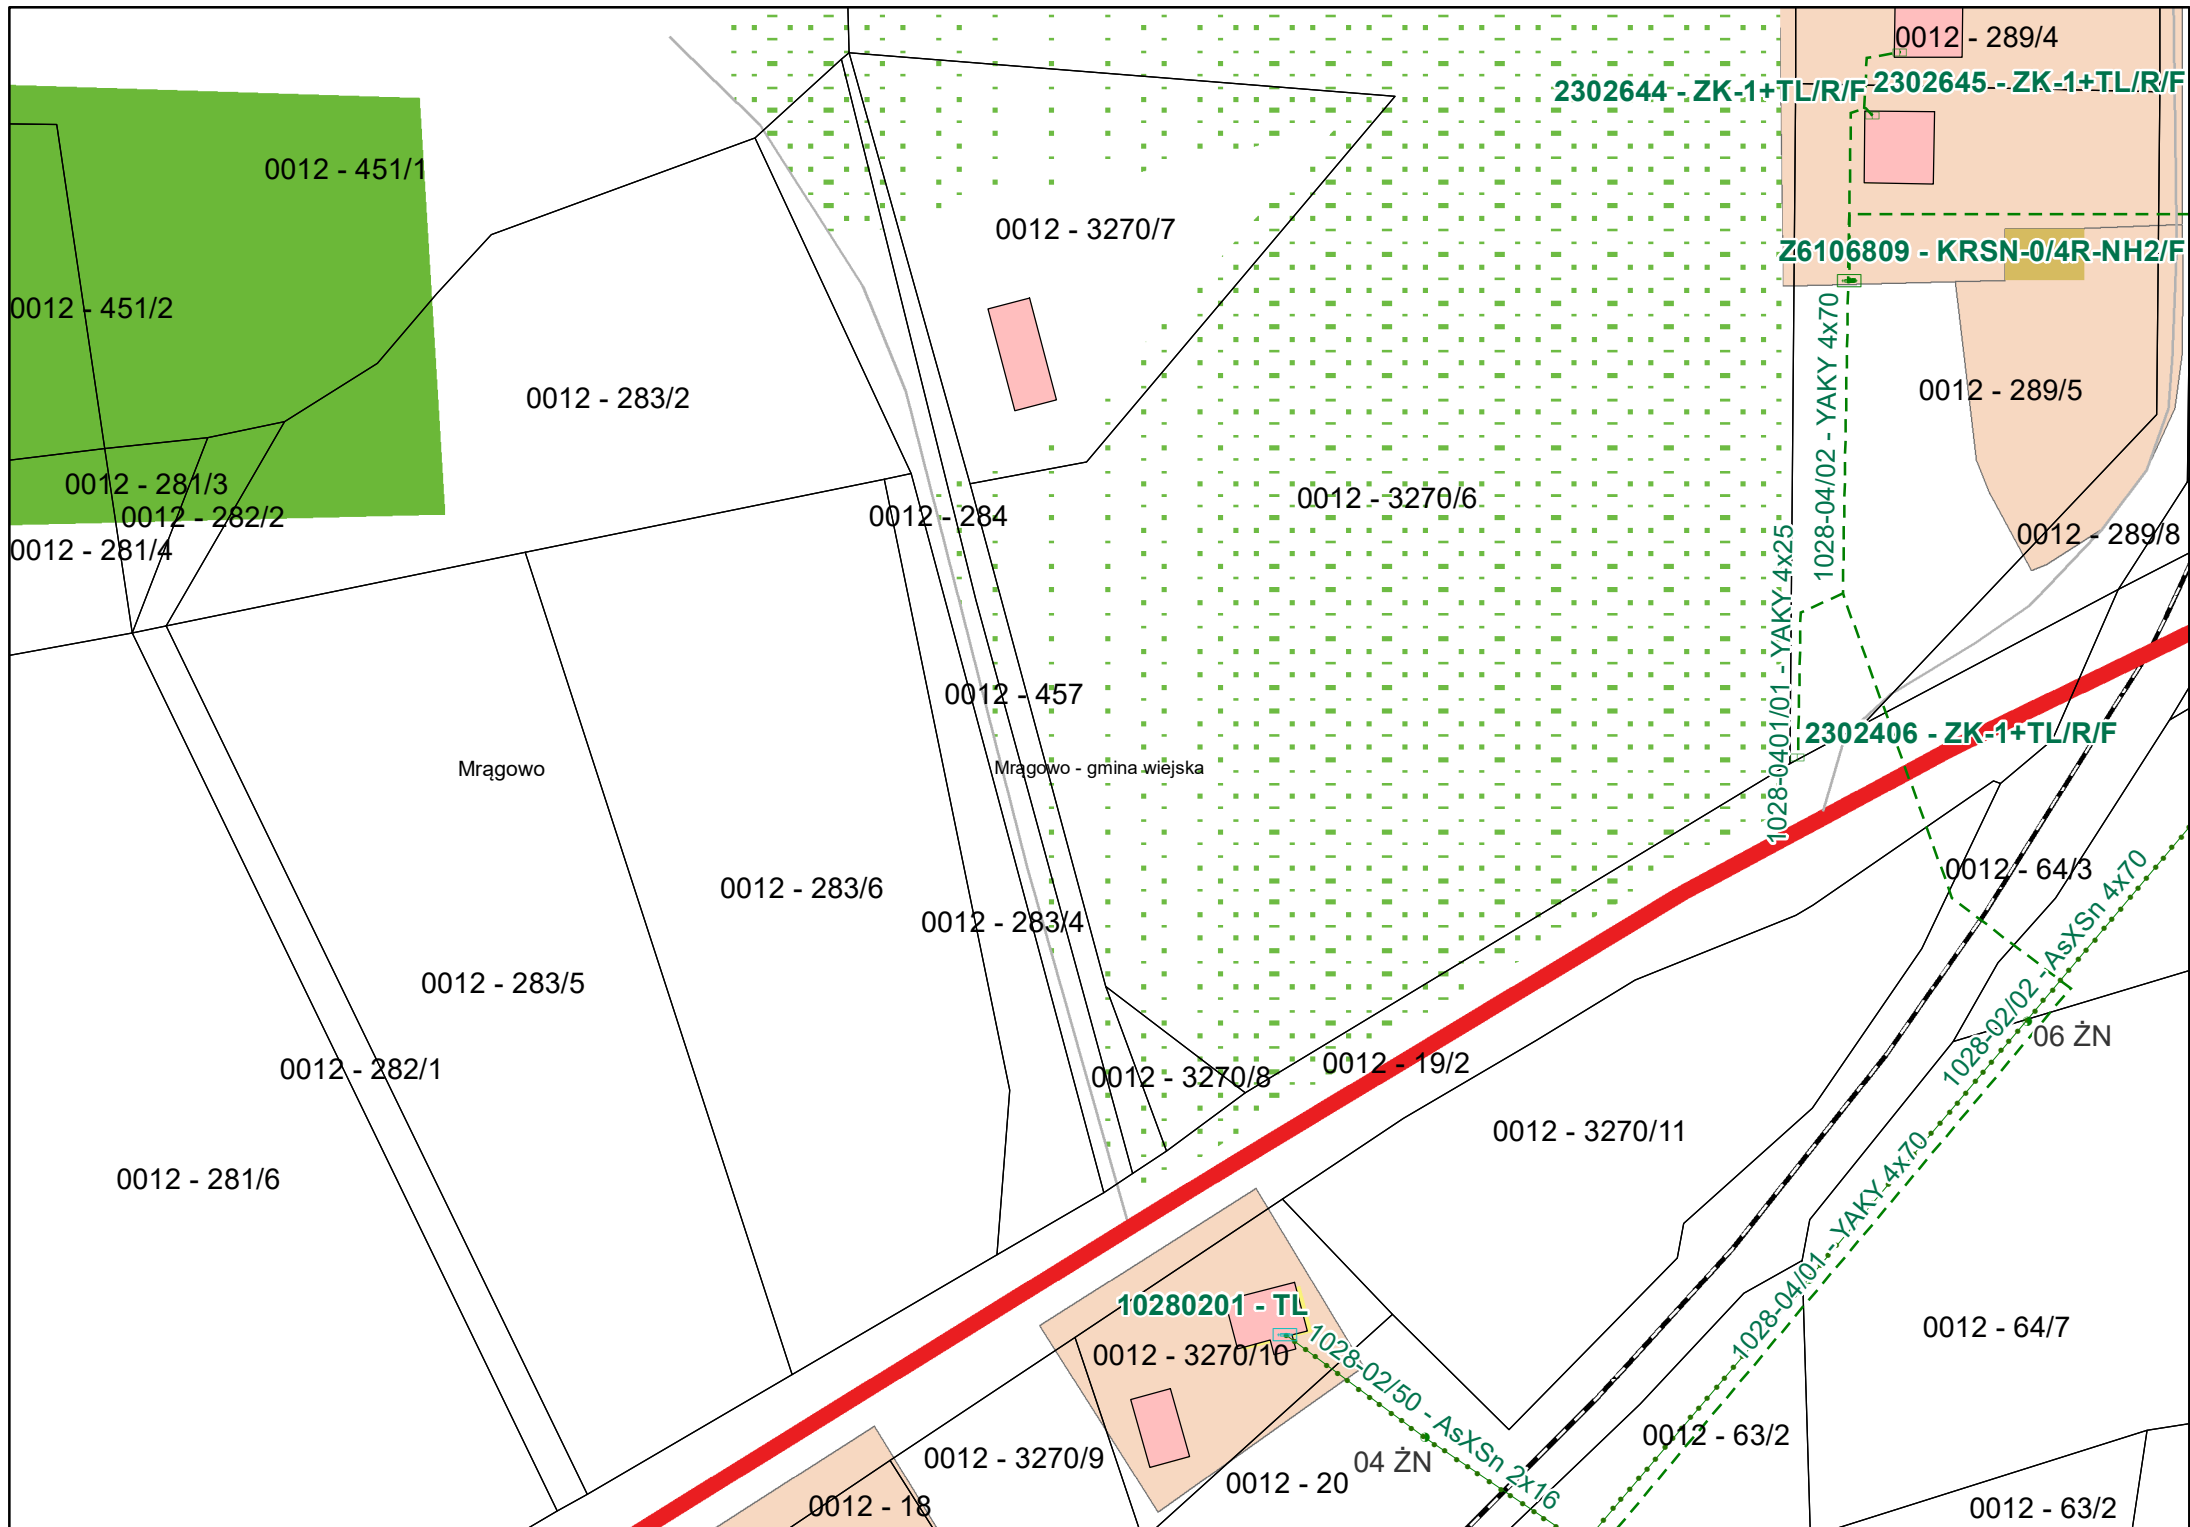 0012 - 289/4
2302644 - ZK-1+TL/R/F
2302645 - ZK-1+TL/R/F
0012 - 451/1
0012 - 3270/7
Z6106809 - KRSN-0/4R-NH2/F
0012 - 451/2
1028-04/02 - YAKY 4x70
0012 - 283/2
0012 - 289/5
0012 - 281/3
0012 - 3270/6
0012 - 282/2
0012 - 284
0012 - 289/8
0012 - 281/4
1028-0401/01 - YAKY 4x25
0012 - 457
2302406 - ZK-1+TL/R/F
Mrągowo
Mrągowo - gmina wiejska
0012 - 64/3
0012 - 283/6
0012 - 283/4
1028-02/02 - AsXSn 4x70
0012 - 283/5
06 ŻN
0012 - 282/1
0012 - 3270/8
0012 - 19/2
0012 - 3270/11
0012 - 281/6
1028-04/01 - YAKY 4x70
10280201 - TL
0012 - 64/7
0012 - 3270/10
1028-02/50 - AsXSn 2x16
0012 - 63/2
0012 - 3270/9
04 ŻN
0012 - 20
0012 - 18
0012 - 63/2